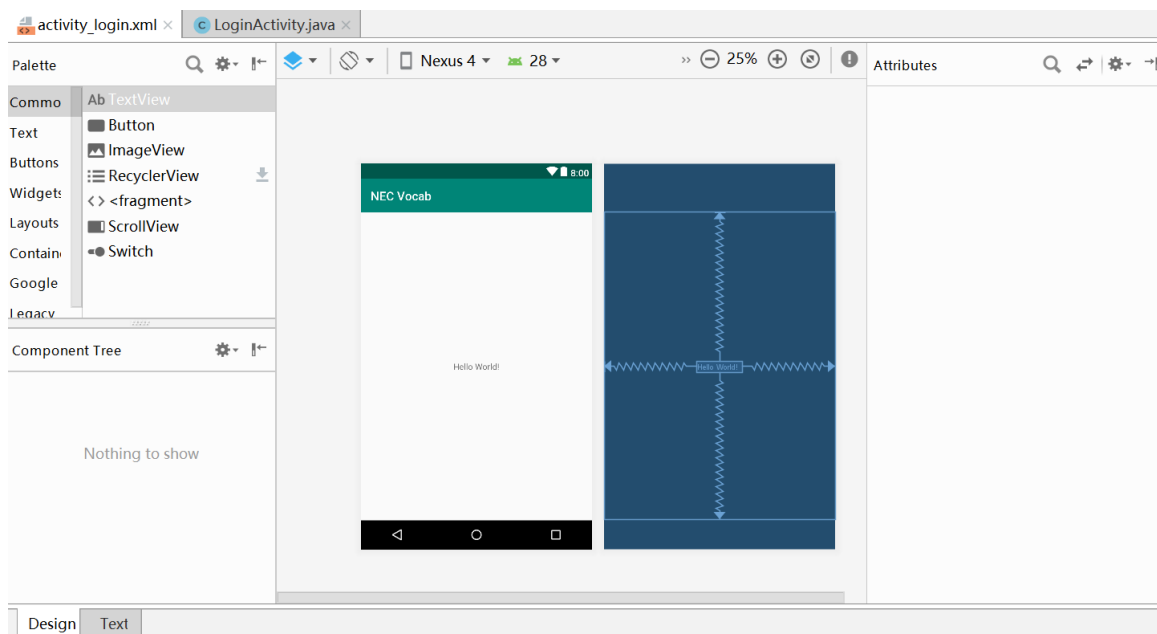 activity_login.xml
LoginActivity.java
Palette
Nexus 4
28
25%
Attributes
Commo
Text
Buttons
Widgets
Layouts
Contain
Google
Legacy
Ab TextView
Button
ImageView
RecyclerView
<fragment>
ScrollView
Switch
Component Tree
Nothing to show
8:00
NEC Vocab
Hello World!
Hello World!
Design
Text